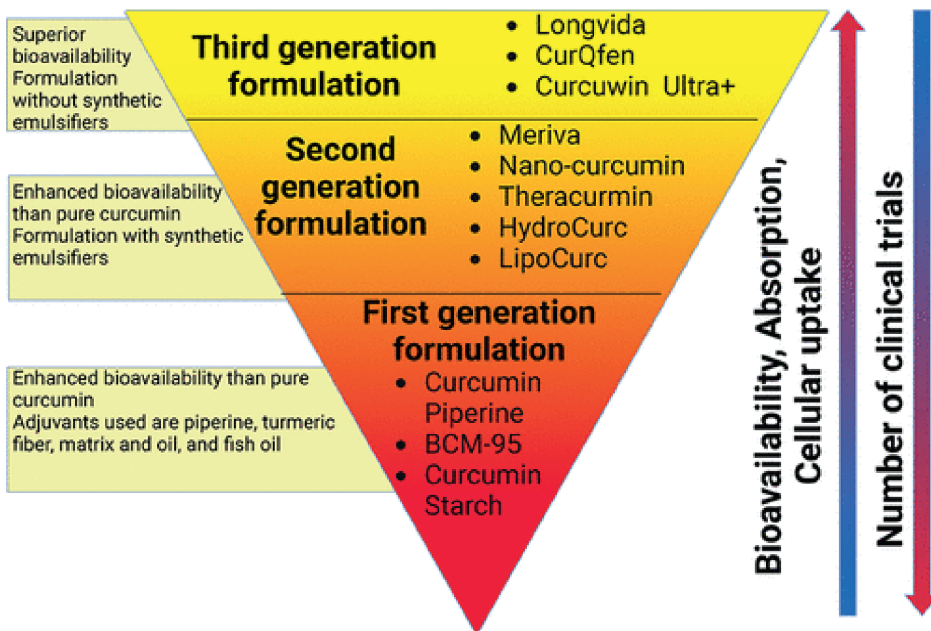 Superior
bioavailability
Formulation
without synthetic
emulsifiers
Third generation
formulation
• Longvida
• CurQfen
• Curcuwin Ultra+
Enhanced bioavailability
than pure curcumin
Formulation with synthetic
emulsifiers
Second
generation
formulation
• Meriva
• Nano-curcumin
• Theracurmin
• HydroCurc
• LipoCurc
Enhanced bioavailability than pure
curcumin
Adjuvants used are piperine, turmeric
fiber, matrix and oil, and fish oil
First generation
formulation
• Curcumin
Piperine
• BCM-95
• Curcumin
Starch
Bioavailability, Absorption,
Cellular uptake
Number of clinical trials